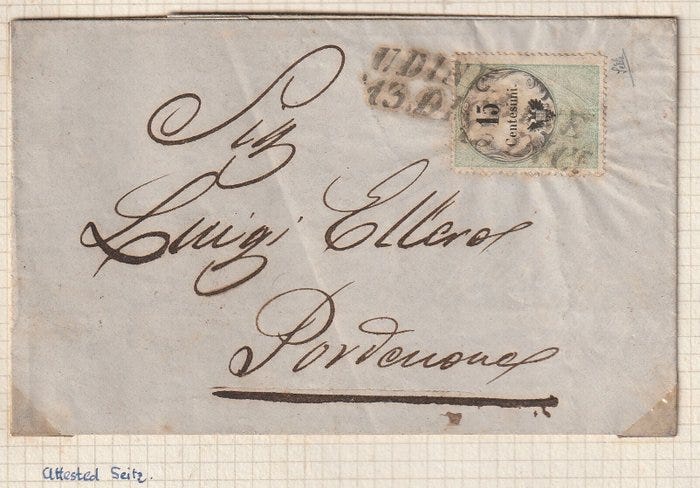 UDINE
13.
15
Centesimi.
Sig
Luigi Ellero
Pordenone
Attested Seitz.